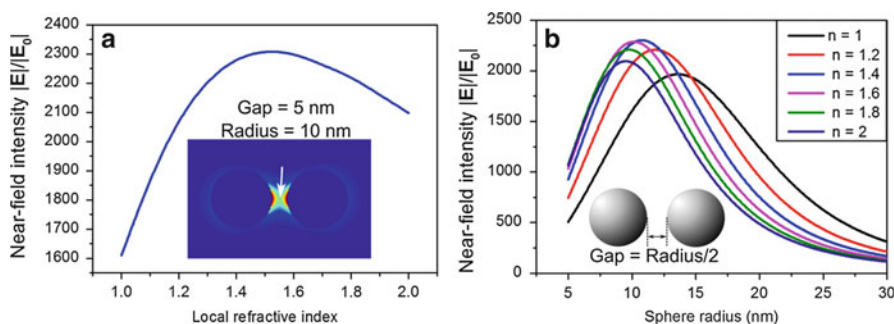 a
Near-field intensity |E|/|E₀|
2400
2300
2200
2100
2000
1900
1800
1700
1600
1.0 1.2 1.4 1.6 1.8 2.0
Local refractive index
Gap = 5 nm
Radius = 10 nm
b
Near-field intensity |E|/|E₀|
2500
2000
1500
1000
500
0
5 10 15 20 25 30
Sphere radius (nm)
n = 1
n = 1.2
n = 1.4
n = 1.6
n = 1.8
n = 2
Gap = Radius/2